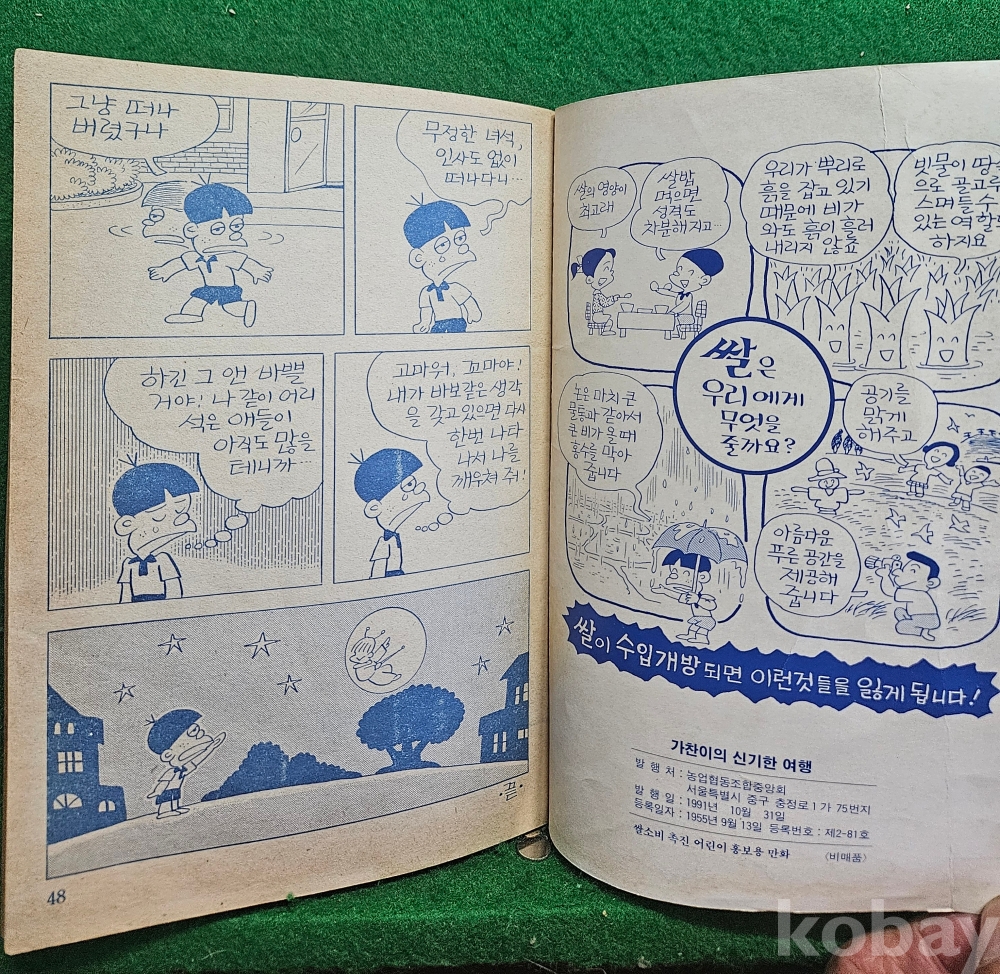 그냥 떠나
버렸구나
무정한 녀석,
인사도 없이
떠나다니…
하긴 그 앤 바쁠
거야! 나 같이 어리
석은 애들이
아직도 많을
테니까…
고마워, 꼬마야!
내가 바보같은 생각
을 갖고 있으면 다시
한번 나타
나서 나를
깨우쳐 줘!
·끝·
48
쌀의 영양이
최고래
쌀밥
먹으면
성격도
차분해지고…
우리가 뿌리로
흙을 잡고 있기
때문에 비가
와도 흙이 흘러
내리지 않요
빗물이 땅속
으로 골고루
스며들수
있는 역할도
하지요
쌀은
우리에게
무엇을
줄까요?
논은 마치 큰
물통과 같아서
큰 비가 올 때
홍수를 막아
줍니다
공기를
맑게
해주고
아름다운
푸른 공간을
제공해
줍니다
쌀이 수입개방되면 이런것들을 잃게 됩니다!
가찬이의 신기한 여행
발 행 처 : 농업협동조합중앙회
서울특별시 중구 충정로 1 가 75번지
발 행 일 : 1991년 10월 31일
등록일자 : 1955년 9월 13일 등록번호 : 제2-81호
쌀소비 촉진 어린이 홍보용 만화 〈비매품〉
kobay